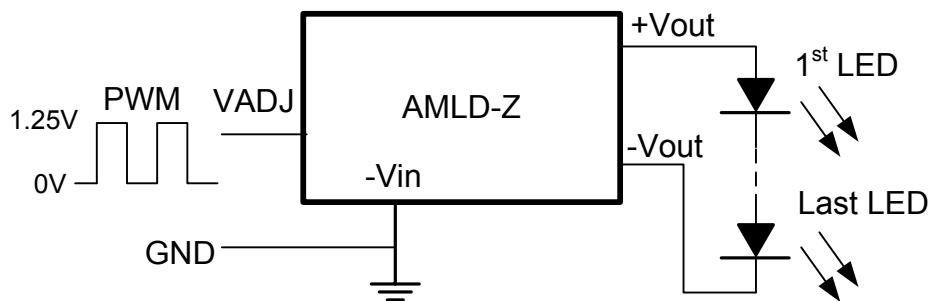 +Vout
1st LED
PWM
VADJ
1.25V
AMLD-Z
-Vout
0V
-Vin
Last LED
GND